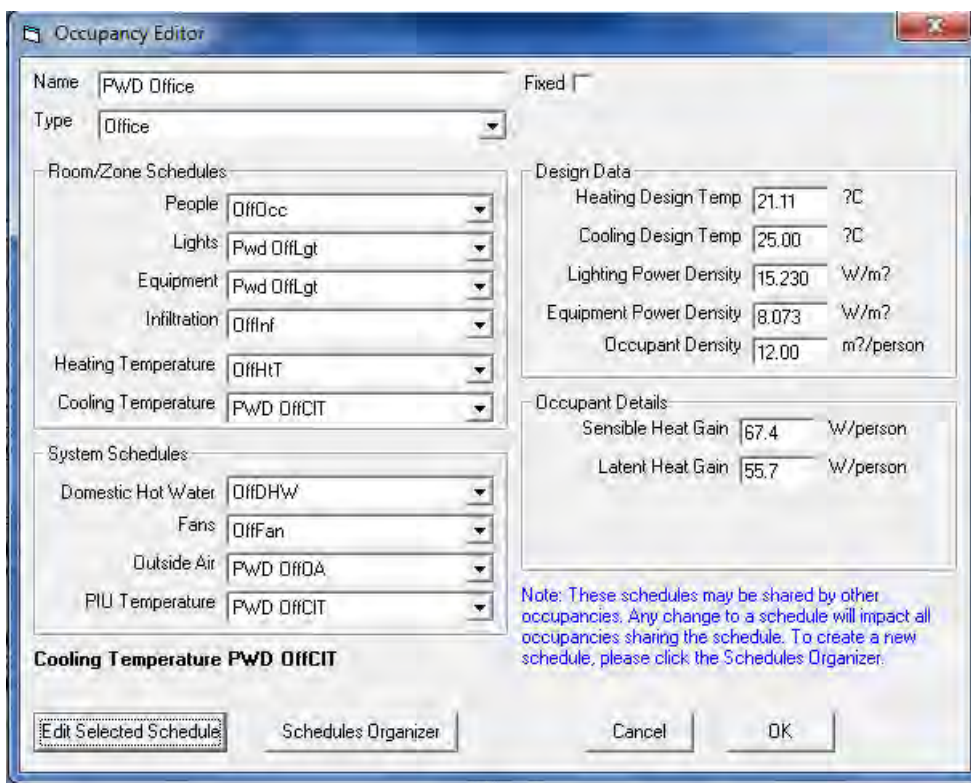 Occupancy Editor
Name PWD Office
Fixed
Type Office
Room/Zone Schedules
People OffOcc
Lights Pwd OffLgt
Equipment Pwd OffLgt
Infiltration OffInf
Heating Temperature OffHtT
Cooling Temperature PWD OffClT
System Schedules
Domestic Hot Water OffDHW
Fans OffFan
Outside Air PWD OffOA
PIU Temperature PWD OffClT
Cooling Temperature PWD OffClT
Design Data
Heating Design Temp 21.11 ?C
Cooling Design Temp 25.00 ?C
Lighting Power Density 15.230 W/m?
Equipment Power Density 8.073 W/m?
Occupant Density 12.00 m?/person
Occupant Details
Sensible Heat Gain 67.4 W/person
Latent Heat Gain 55.7 W/person
Note: These schedules may be shared by other
occupancies. Any change to a schedule will impact all
occupancies sharing the schedule. To create a new
schedule, please click the Schedules Organizer.
Edit Selected Schedule
Schedules Organizer
Cancel
OK